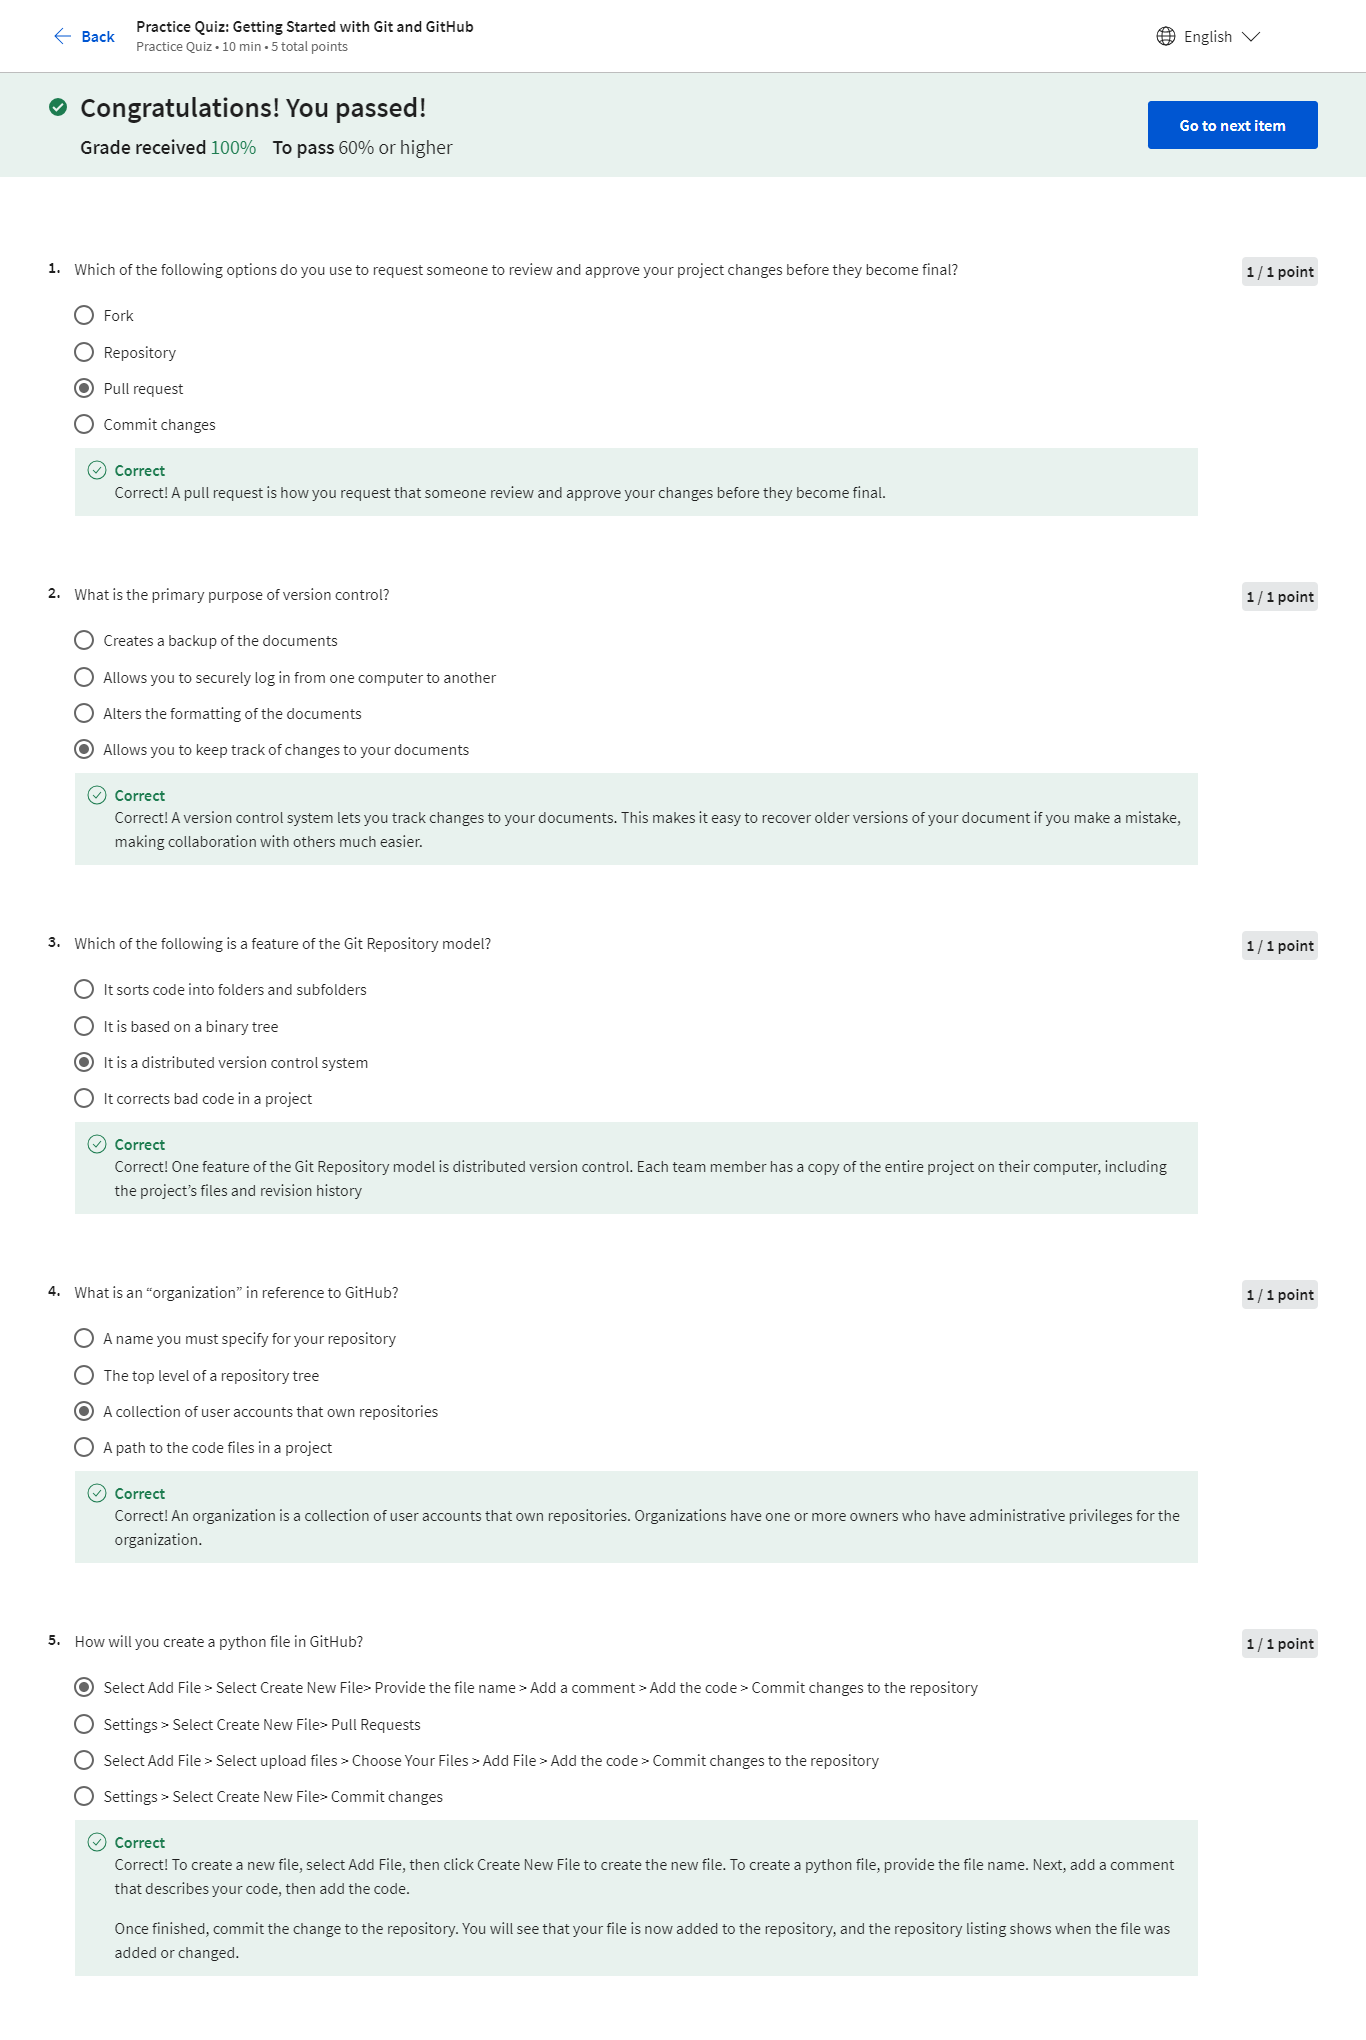 Back
Practice Quiz: Getting Started with Git and GitHub
Practice Quiz • 10 min • 5 total points
English
Congratulations! You passed!
Grade received 100% To pass 60% or higher
Go to next item
1. Which of the following options do you use to request someone to review and approve your project changes before they become final?
1 / 1 point
Fork
Repository
Pull request
Commit changes
Correct
Correct! A pull request is how you request that someone review and approve your changes before they become final.
2. What is the primary purpose of version control?
1 / 1 point
Creates a backup of the documents
Allows you to securely log in from one computer to another
Alters the formatting of the documents
Allows you to keep track of changes to your documents
Correct
Correct! A version control system lets you track changes to your documents. This makes it easy to recover older versions of your document if you make a mistake,
making collaboration with others much easier.
3. Which of the following is a feature of the Git Repository model?
1 / 1 point
It sorts code into folders and subfolders
It is based on a binary tree
It is a distributed version control system
It corrects bad code in a project
Correct
Correct! One feature of the Git Repository model is distributed version control. Each team member has a copy of the entire project on their computer, including
the project’s files and revision history
4. What is an “organization” in reference to GitHub?
1 / 1 point
A name you must specify for your repository
The top level of a repository tree
A collection of user accounts that own repositories
A path to the code files in a project
Correct
Correct! An organization is a collection of user accounts that own repositories. Organizations have one or more owners who have administrative privileges for the
organization.
5. How will you create a python file in GitHub?
1 / 1 point
Select Add File > Select Create New File> Provide the file name > Add a comment > Add the code > Commit changes to the repository
Settings > Select Create New File> Pull Requests
Select Add File > Select upload files > Choose Your Files > Add File > Add the code > Commit changes to the repository
Settings > Select Create New File> Commit changes
Correct
Correct! To create a new file, select Add File, then click Create New File to create the new file. To create a python file, provide the file name. Next, add a comment
that describes your code, then add the code.
Once finished, commit the change to the repository. You will see that your file is now added to the repository, and the repository listing shows when the file was
added or changed.